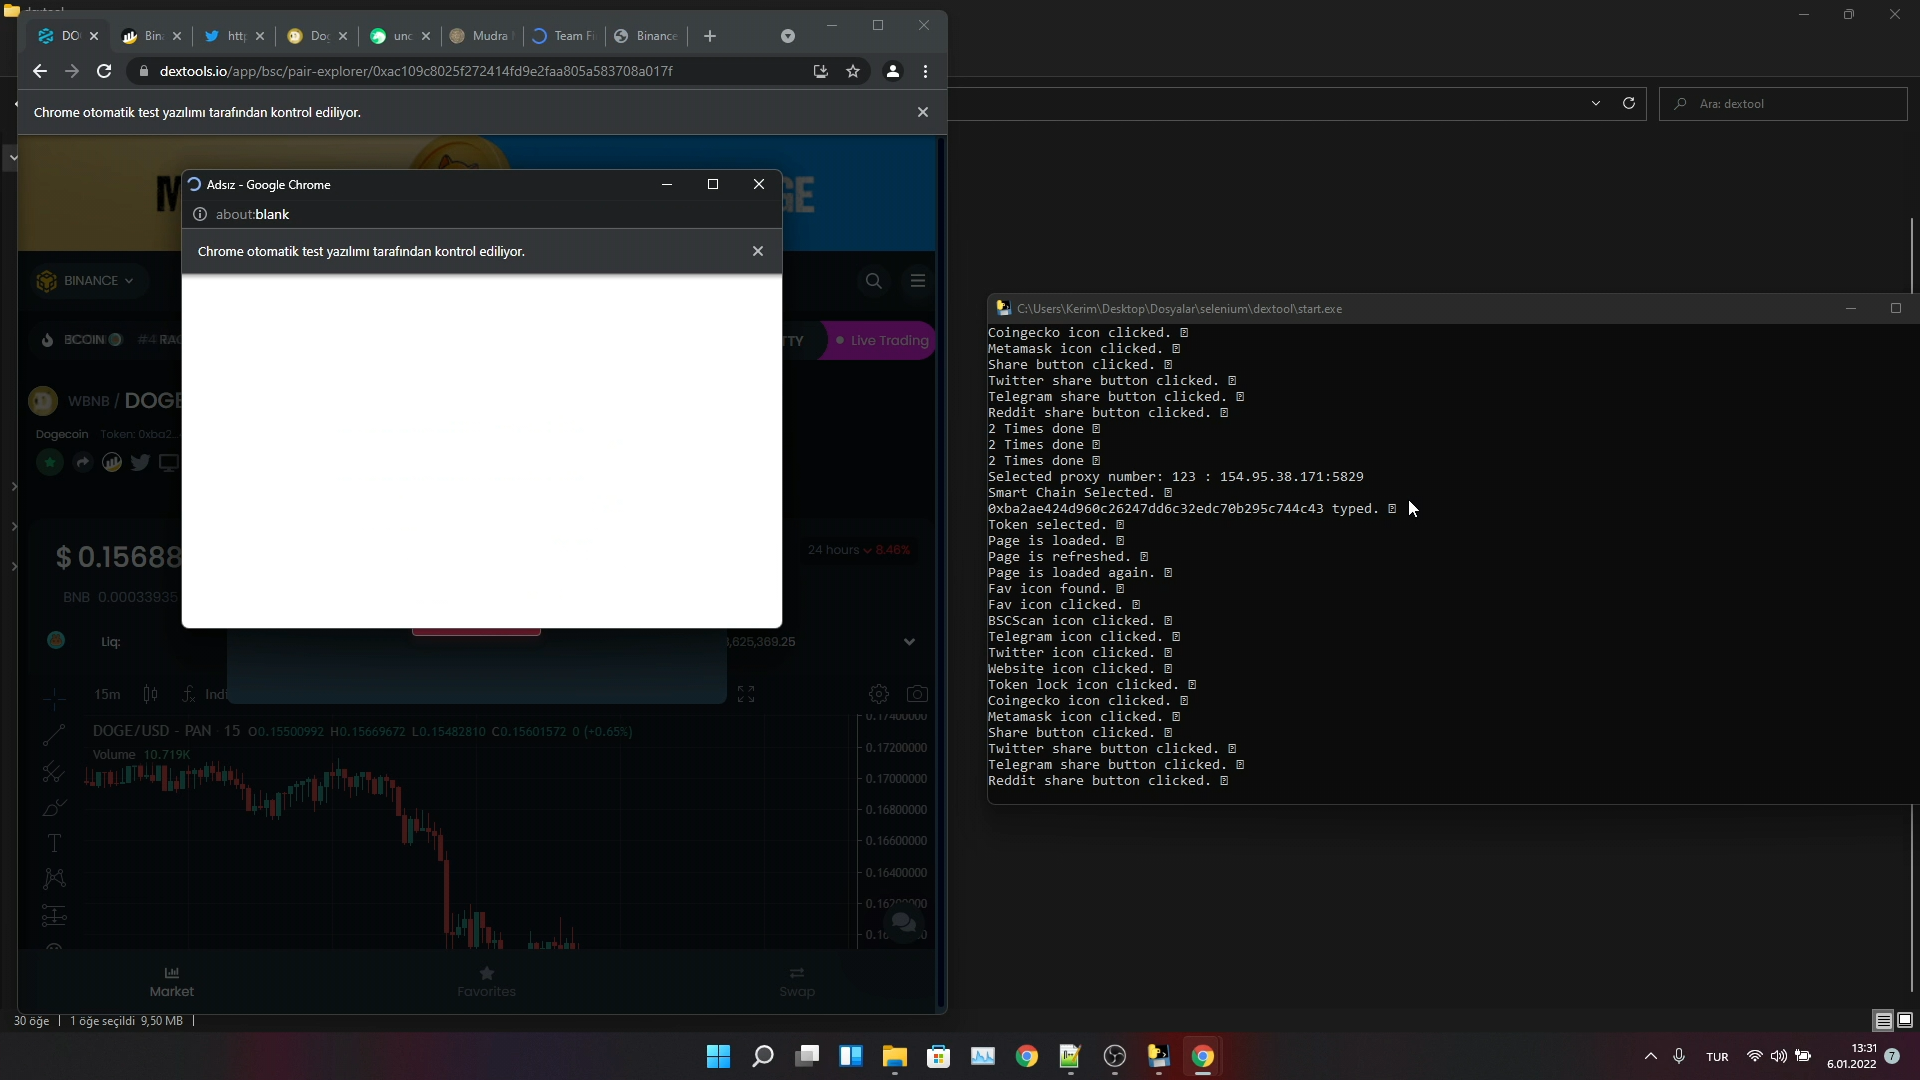 dextool
DO
Bin
http
Dog
unc
Mudra
Team Fi
Binance
dextools.io/app/bsc/pair-explorer/0xac109c8025f272414fd9e2faa805a583708a017f
Ara: dextool
Chrome otomatik test yazılımı tarafından kontrol ediliyor.
Adsız - Google Chrome
about:blank
Chrome otomatik test yazılımı tarafından kontrol ediliyor.
M
GE
BINANCE
BCOIN
#4 RAC
TTY
Live Trading
WBNB / DOGE
Dogecoin Token: 0xba2...
$ 0.15688
24 hours 8.46%
BNB 0.00033935
Liq:
,625,369.25
15m
Indi
DOGE/USD - PAN 15 O0.15500992 H0.15669672 L0.15482810 C0.15601572 0 (+0.65%)
Volume 10.719K
0.17400000
0.17200000
0.17000000
0.16800000
0.16600000
0.16400000
Market
Favorites
Swap
30 öğe
1 öğe seçildi 9,50 MB
C:\Users\Kerim\Desktop\Dosyalar\selenium\dextool\start.exe
Coingecko icon clicked.
Metamask icon clicked.
Share button clicked.
Twitter share button clicked.
Telegram share button clicked.
Reddit share button clicked.
2 Times done
2 Times done
2 Times done
Selected proxy number: 123 : 154.95.38.171:5829
Smart Chain Selected.
0xba2ae424d960c26247dd6c32edc70b295c744c43 typed.
Token selected.
Page is loaded.
Page is refreshed.
Page is loaded again.
Fav icon found.
Fav icon clicked.
BSCScan icon clicked.
Telegram icon clicked.
Twitter icon clicked.
Website icon clicked.
Token lock icon clicked.
Coingecko icon clicked.
Metamask icon clicked.
Share button clicked.
Twitter share button clicked.
Telegram share button clicked.
Reddit share button clicked.
TUR
13:31
6.01.2022
7